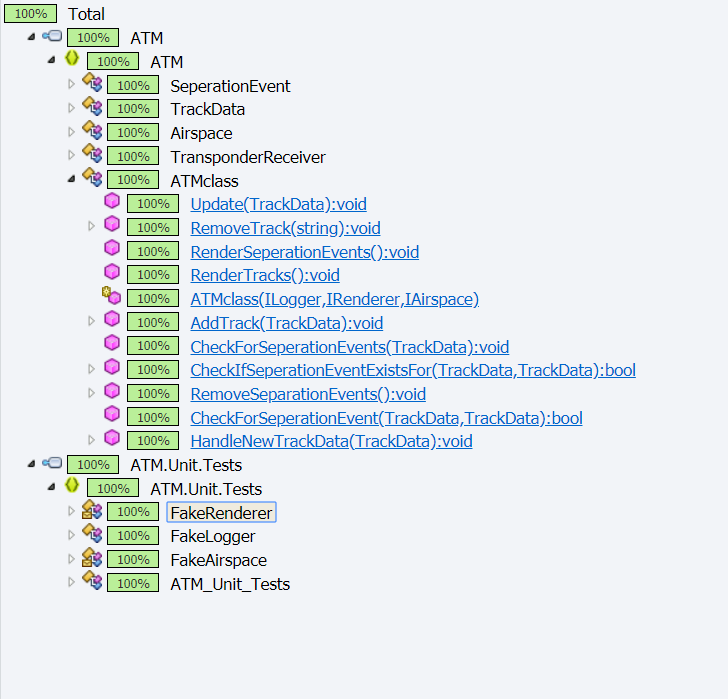 100% Total
100% ATM
100% ATM
100% SeperationEvent
100% TrackData
100% Airspace
100% TransponderReceiver
100% ATMclass
100% Update(TrackData):void
100% RemoveTrack(string):void
100% RenderSeperationEvents():void
100% RenderTracks():void
100% ATMclass(ILogger,IRenderer,IAirspace)
100% AddTrack(TrackData):void
100% CheckForSeperationEvents(TrackData):void
100% CheckIfSeperationEventExistsFor(TrackData,TrackData):bool
100% RemoveSeparationEvents():void
100% CheckForSeperationEvent(TrackData,TrackData):bool
100% HandleNewTrackData(TrackData):void
100% ATM.Unit.Tests
100% ATM.Unit.Tests
100% FakeRenderer
100% FakeLogger
100% FakeAirspace
100% ATM_Unit_Tests